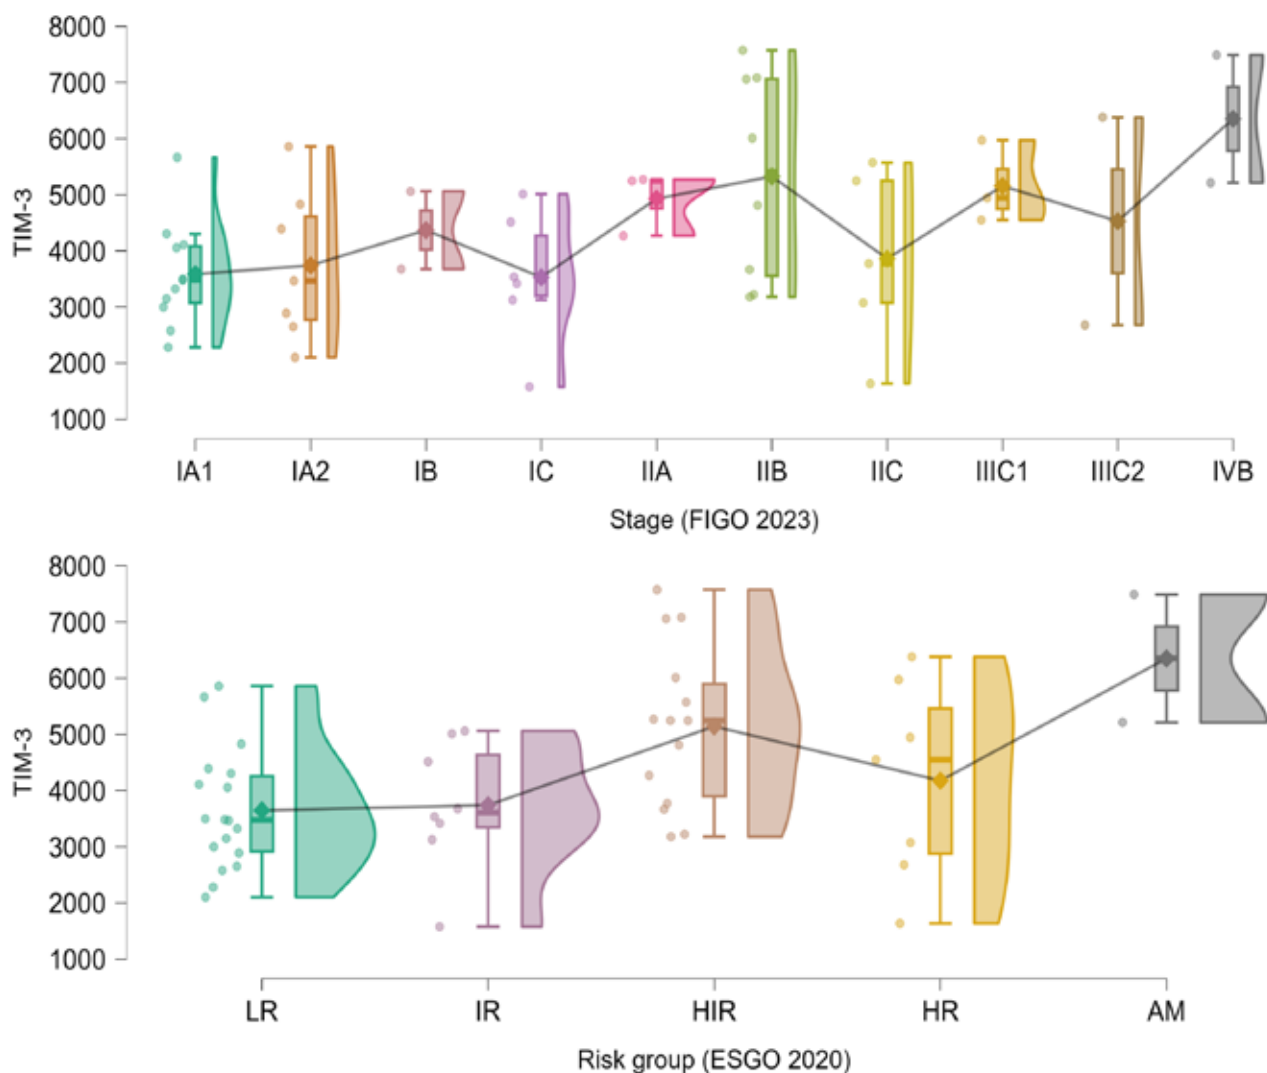 8000
7000
6000
5000
4000
3000
2000
1000
TIM-3
IA1 IA2 IB IC IIA IIB IIC IIIC1 IIIC2 IVB
Stage (FIGO 2023)
8000
7000
6000
5000
4000
3000
2000
1000
TIM-3
LR IR HIR HR AM
Risk group (ESGO 2020)